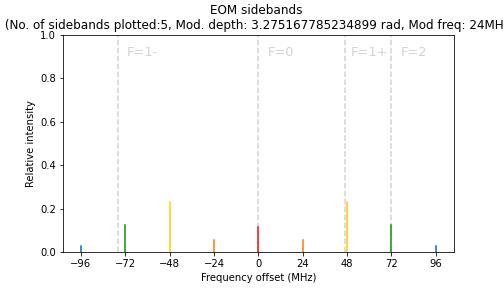 EOM sidebands
(No. of sidebands plotted:5, Mod. depth: 3.275167785234899 rad, Mod freq: 24MH
1.0
F=1- F=0 F=1+ F=2
0.8
0.6
0.4
0.2
0.0
Relative intensity
−96 −72 −48 −24 0 24 48 72 96
Frequency offset (MHz)